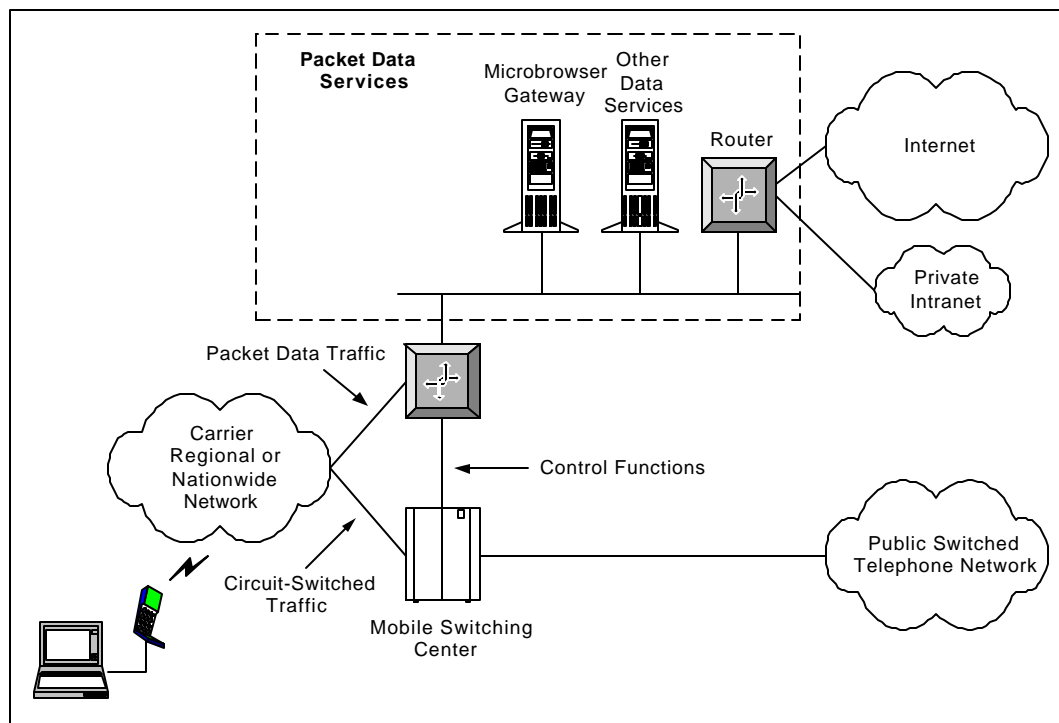 Packet Data
Services
Microbrowser
Gateway
Other
Data
Services
Router
Internet
Private
Intranet
Packet Data Traffic
Carrier
Regional or
Nationwide
Network
Control Functions
Circuit-Switched
Traffic
Mobile Switching
Center
Public Switched
Telephone Network